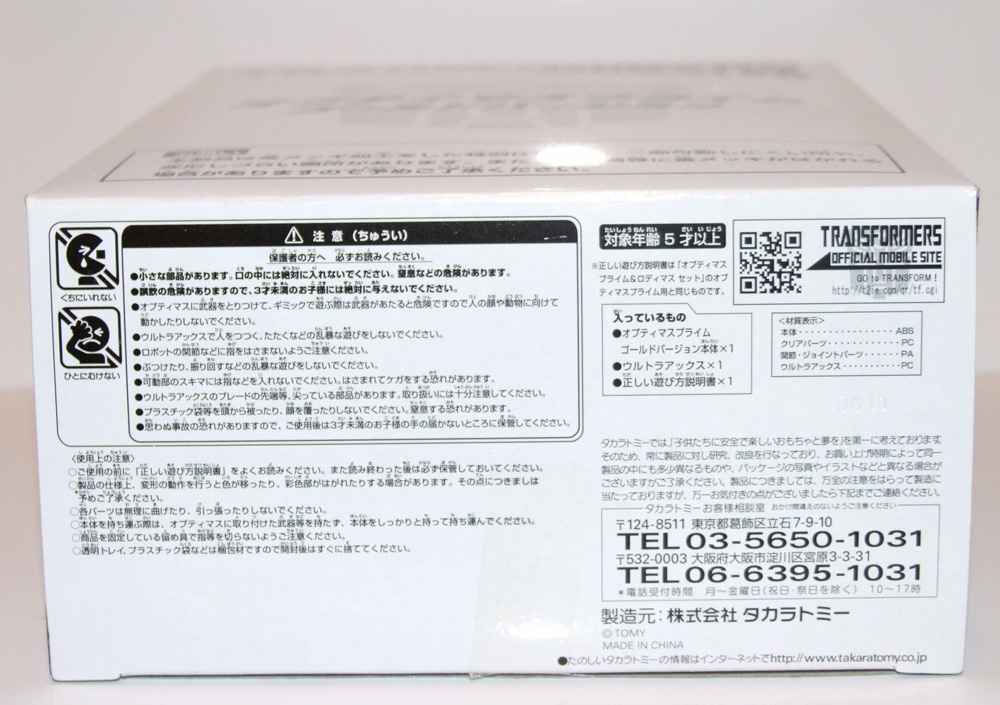 注意(ちゅうい)
保護者の方へ 必ずお読みください。
●小さな部品があります。口の中には絶対に入れないでください。窒息などの危険があります。
●誤飲の危険がありますので、3才未満のお子様には絶対に与えないでください。
●オプティマスに武器をとりつけて、ギミックで遊ぶ際は武器があたると危険ですので人の顔や動物に向けて
動かしたりしないでください。
●ウルトラアックスで人をつつく、たたくなどの乱暴な遊びをしないでください。
●ロボットの関節などに指をはさまないようご注意ください。
●ぶつけたり、振り回すなどの乱暴な遊びをしないでください。
●可動部のスキマには指などを入れないでください。はさまれてケガをする恐れがあります。
●ウルトラアックスのブレードの先端等、尖っている部品があります。取り扱いには十分注意してください。
●プラスチック袋等を頭から被ったり、顔を覆ったりしないでください。窒息する恐れがあります。
●思わぬ事故の恐れがありますので、ご使用後は3才未満のお子様の手の届かないところに保管してください。
くちにいれない
ひとにむけない
〈使用上の注意〉
○ご使用の前に「正しい遊び方説明書」をよくお読みください。また読み終わった後は必ず保管しておいてください。
○製品の仕様上、変形の動作を行うと色が移ったり、彩色部がはがれたりする場合があります。その点につきましは
予めご了承ください。
○各パーツは無理に曲げたり、引っ張ったりしないでください。
○本体を持ち運ぶ際は、オプティマスに取り付けた武器等を持たず、本体をしっかりと持って持ち運んでください。
○商品を固定している留め具で指等を切らないようご注意ください。
○透明トレイ、プラスチック袋などは梱包材ですので開封後はすぐに捨ててください。
対象年齢5才以上
※正しい遊び方説明書は「オプティマス
プライム&ロディマス セット」のオプ
ティマスプライム用と同じものです。
TRANSFORMERS
OFFICIAL MOBILE SITE
GO to TRANSFORM!
http://t2ie.com/dr/tf.cgi
入っているもの
●オプティマスプライム
ゴールドバージョン本体×1
●ウルトラアックス×1
●正しい遊び方説明書×1
<材質表示>
本体・・・・・・・・・・・・・・・・ABS
クリアパーツ・・・・・・・・・・・PC
関節・ジョイントパーツ・・・・・・PA
ウルトラアックス・・・・・・・・・PC
タカラトミーでは、「子供たちに安全で楽しいおもちゃと夢を」を第一に考えております。
そのため、常に製品に対し研究、改良を行なっており、お買い上げ時期によって同一
製品の中にも多少異なるものや、パッケージの写真やイラストなどと異なる場合が
ございますがご了承ください。製品につきましては、万全の注意をはらって製造に
当たっておりますが、万一お気付きの点がございましたら下記までご連絡ください。
タカラトミーお客様相談室 おかけ間違えのないようご注意ください
〒124-8511 東京都葛飾区立石7-9-10
TEL03-5650-1031
〒532-0003 大阪府大阪市淀川区宮原3-3-31
TEL06-6395-1031
*電話受付時間 月〜金曜日(祝日・祭日を除く) 10〜17時
製造元:株式会社 タカラトミー
©TOMY
MADE IN CHINA
●たのしいタカラトミーの情報はインターネットでhttp://www.takaratomy.co.jp